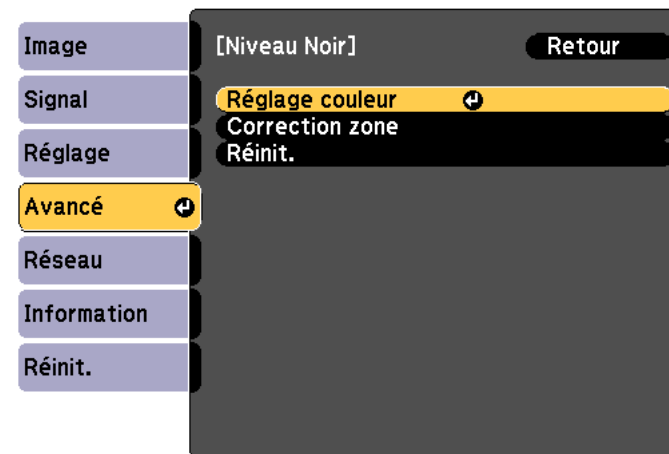 Image
Signal
Réglage
Avancé
Réseau
Information
Réinit.
[Niveau Noir]
Retour
Réglage couleur
Correction zone
Réinit.